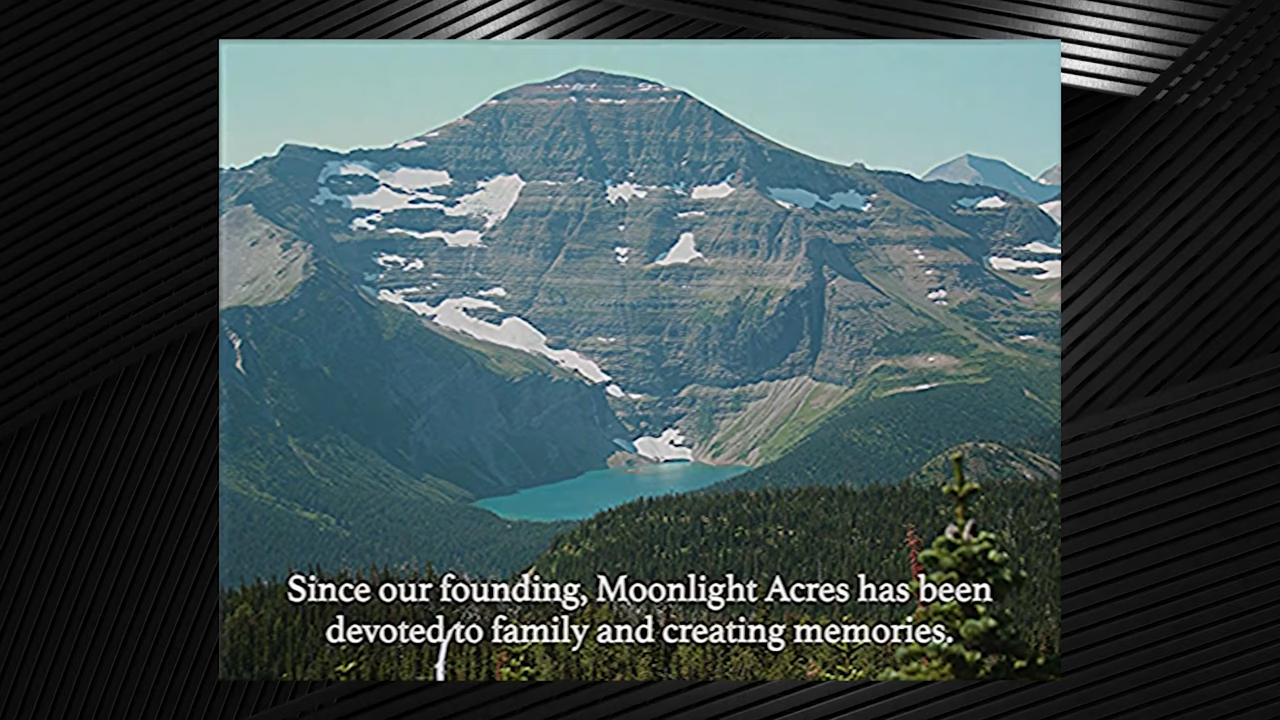 Since our founding, Moonlight Acres has been
devoted to family and creating memories.